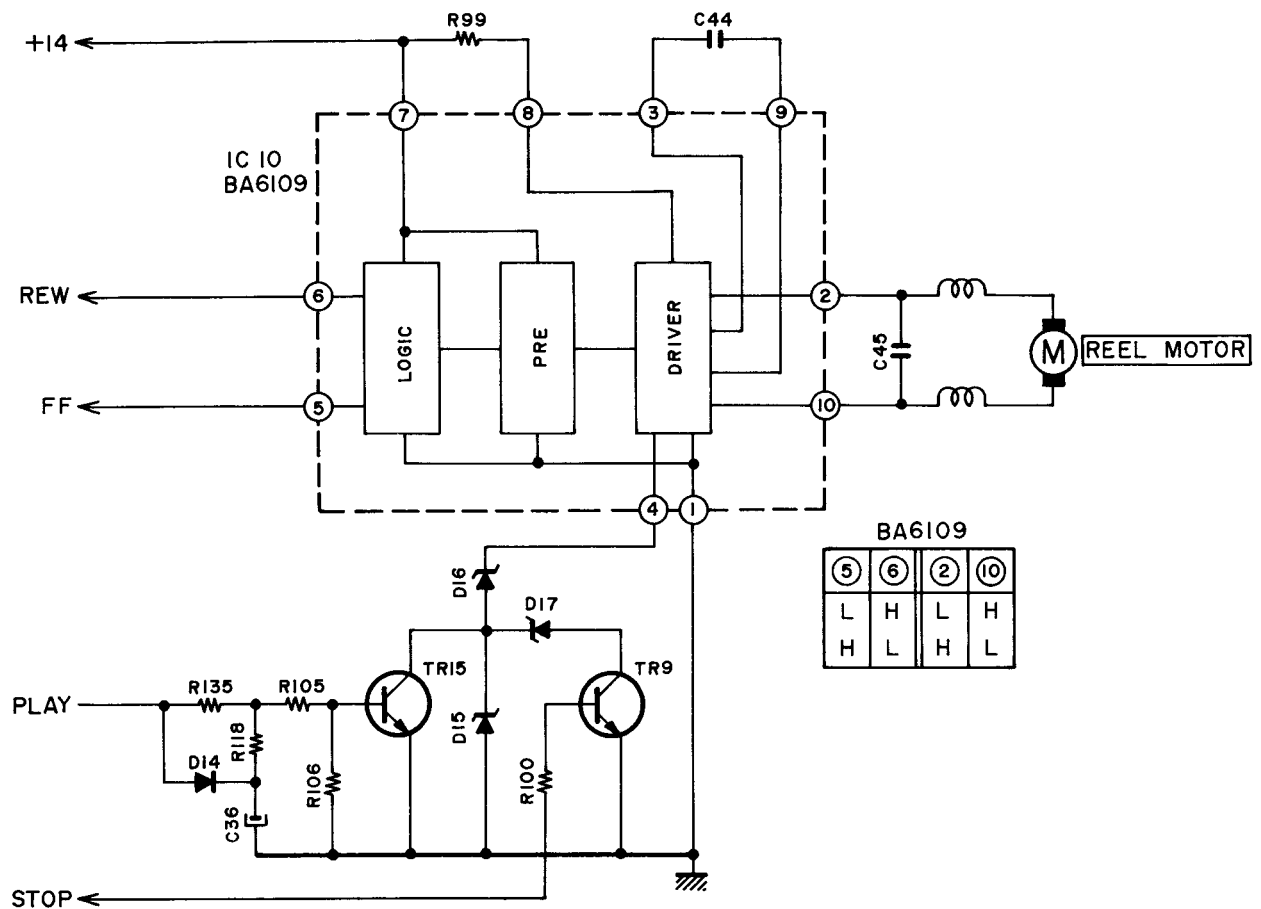 R99
C44
+14
7
8
3
9
IC 10
BA6109
REW
6
LOGIC
PRE
DRIVER
2
C45
M
REEL MOTOR
FF
5
10
4
1
BA6109
5 6 2 10
L H L H
H L H L
D16
D17
TR15
TR9
PLAY
R135
R105
R118
D15
D14
R106
R100
C36
STOP